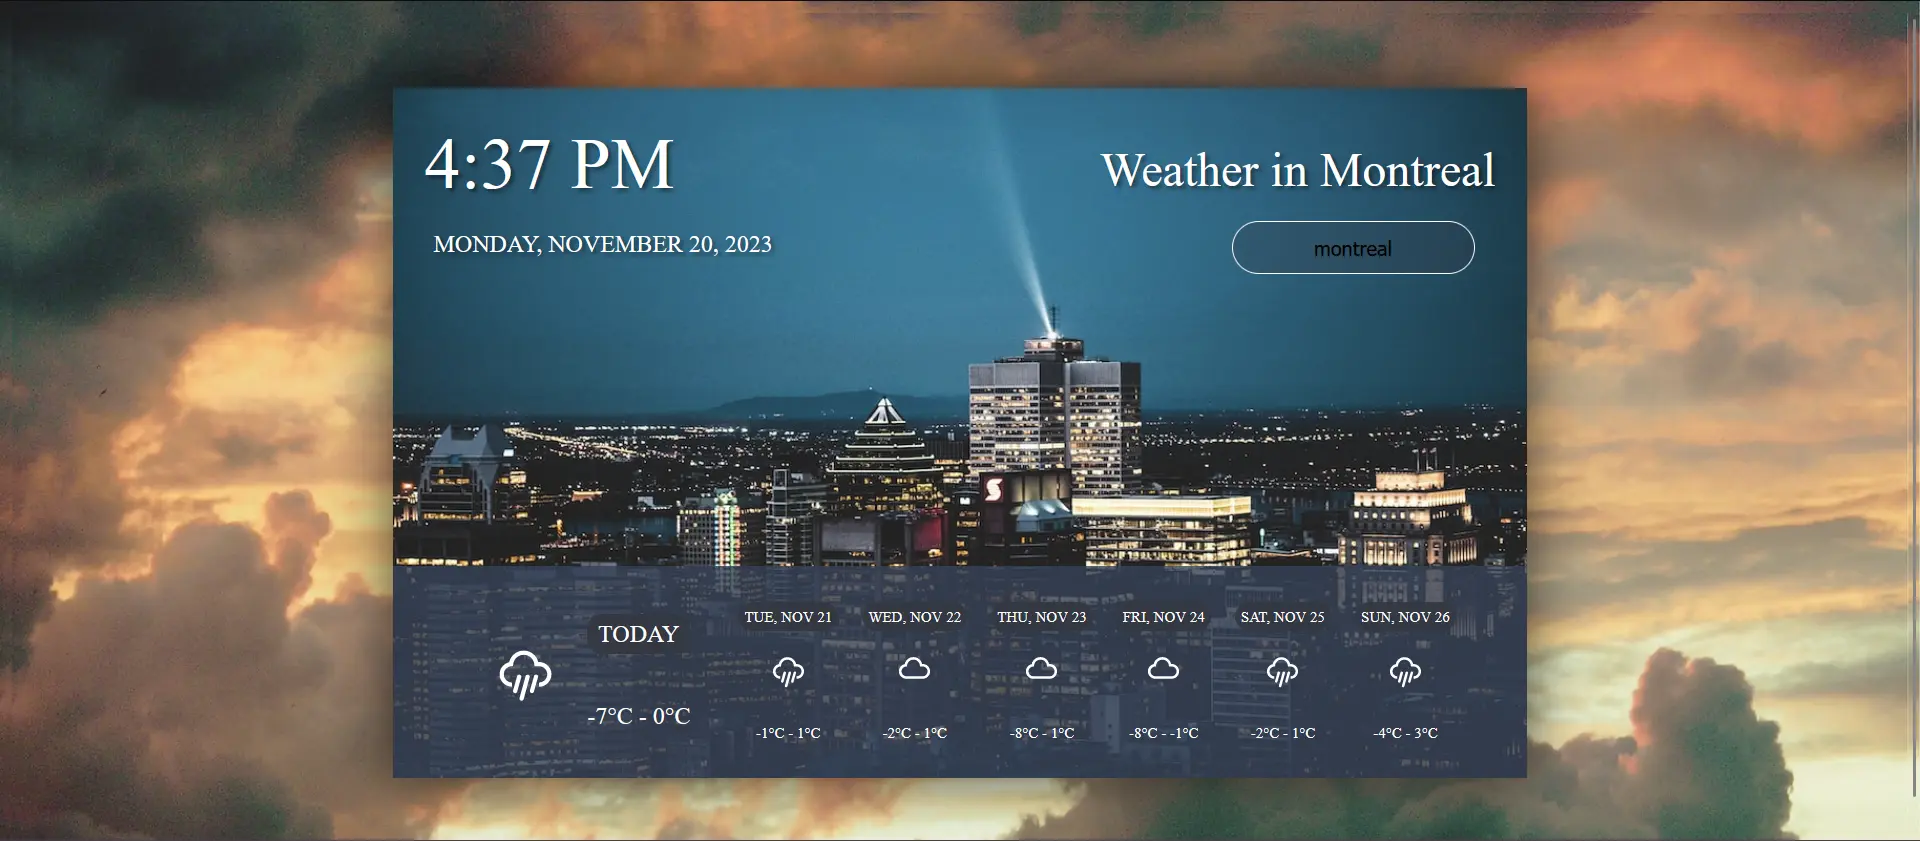 4:37 PM
MONDAY, NOVEMBER 20, 2023
Weather in Montreal
montreal
TODAY
-7°C - 0°C
TUE, NOV 21
-1°C - 1°C
WED, NOV 22
-2°C - 1°C
THU, NOV 23
-8°C - 1°C
FRI, NOV 24
-8°C - -1°C
SAT, NOV 25
-2°C - 1°C
SUN, NOV 26
-4°C - 3°C